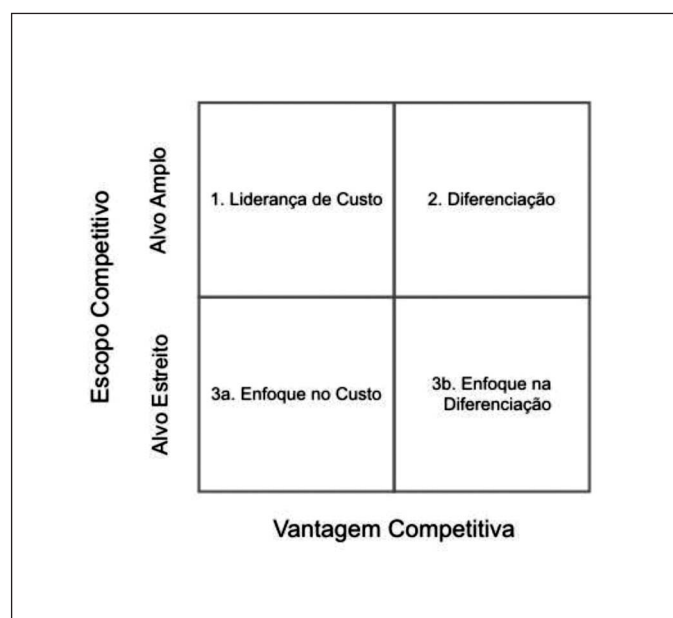 Escopo Competitivo
Alvo Amplo
1. Liderança de Custo
2. Diferenciação
Alvo Estreito
3a. Enfoque no Custo
3b. Enfoque na
Diferenciação
Vantagem Competitiva